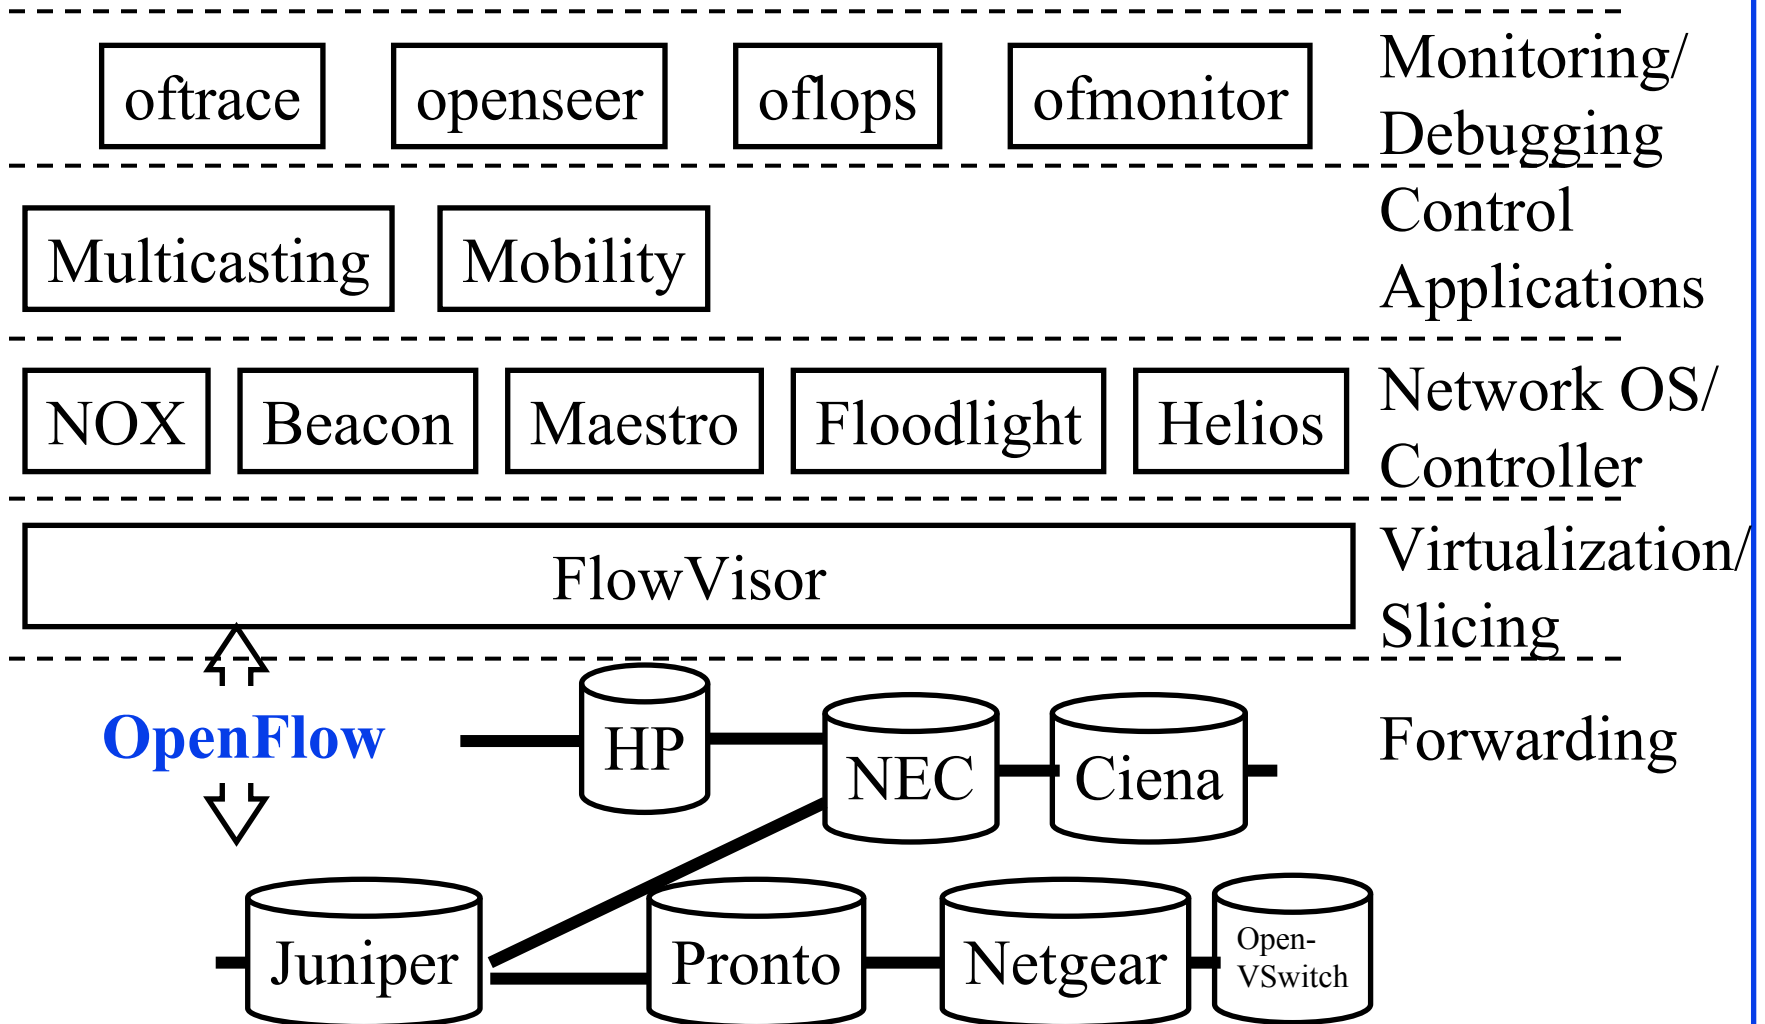 oftrace openseer oflops ofmonitor
Monitoring/
Debugging
Multicasting Mobility
Control
Applications
NOX Beacon Maestro Floodlight Helios
Network OS/
Controller
FlowVisor
Virtualization/
Slicing
OpenFlow
HP
NEC
Ciena
Forwarding
Juniper
Pronto
Netgear
Open-
VSwitch